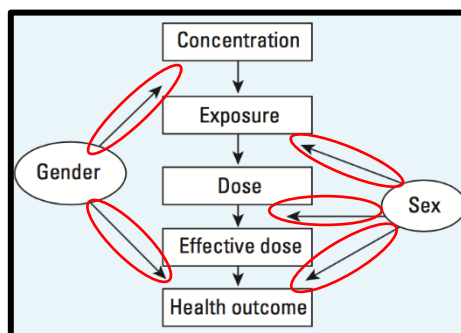 Concentration
Exposure
Gender
Dose
Sex
Effective dose
Health outcome